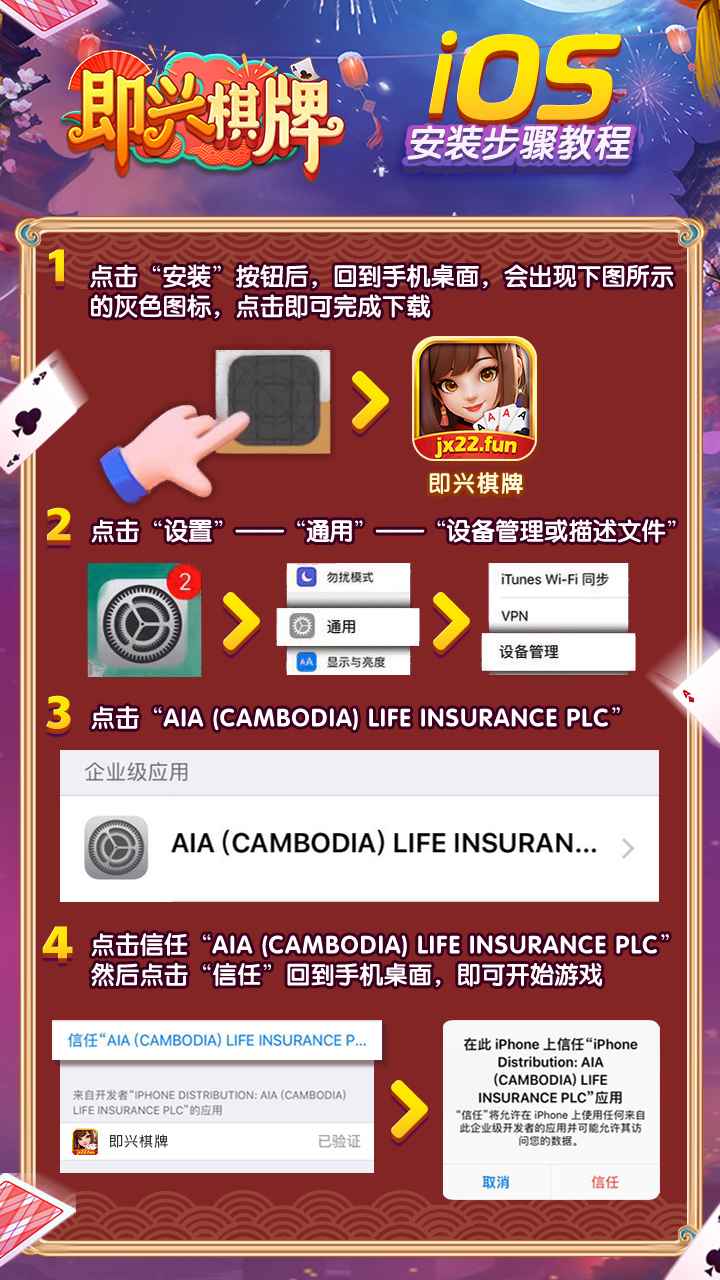 即兴棋牌
iOS
安装步骤教程
1
点击“安装”按钮后，回到手机桌面，会出现下图所示
的灰色图标，点击即可完成下载
jx22.fun
即兴棋牌
2
点击“设置”——“通用”——“设备管理或描述文件”
2
勿扰模式
通用
AA 显示与亮度
iTunes Wi-Fi 同步
VPN
设备管理
3
点击“AIA (CAMBODIA) LIFE INSURANCE PLC”
企业级应用
AIA (CAMBODIA) LIFE INSURAN...
4
点击信任“AIA (CAMBODIA) LIFE INSURANCE PLC”
然后点击“信任”回到手机桌面，即可开始游戏
信任“AIA (CAMBODIA) LIFE INSURANCE P...
来自开发者“IPHONE DISTRIBUTION: AIA (CAMBODIA)
LIFE INSURANCE PLC”的应用
jx22.fun
即兴棋牌 已验证
在此 iPhone 上信任“iPhone
Distribution: AIA
(CAMBODIA) LIFE
INSURANCE PLC”应用
“信任”将允许在 iPhone 上使用任何来自
此企业级开发者的应用并可能允许其访
问您的数据。
取消 信任